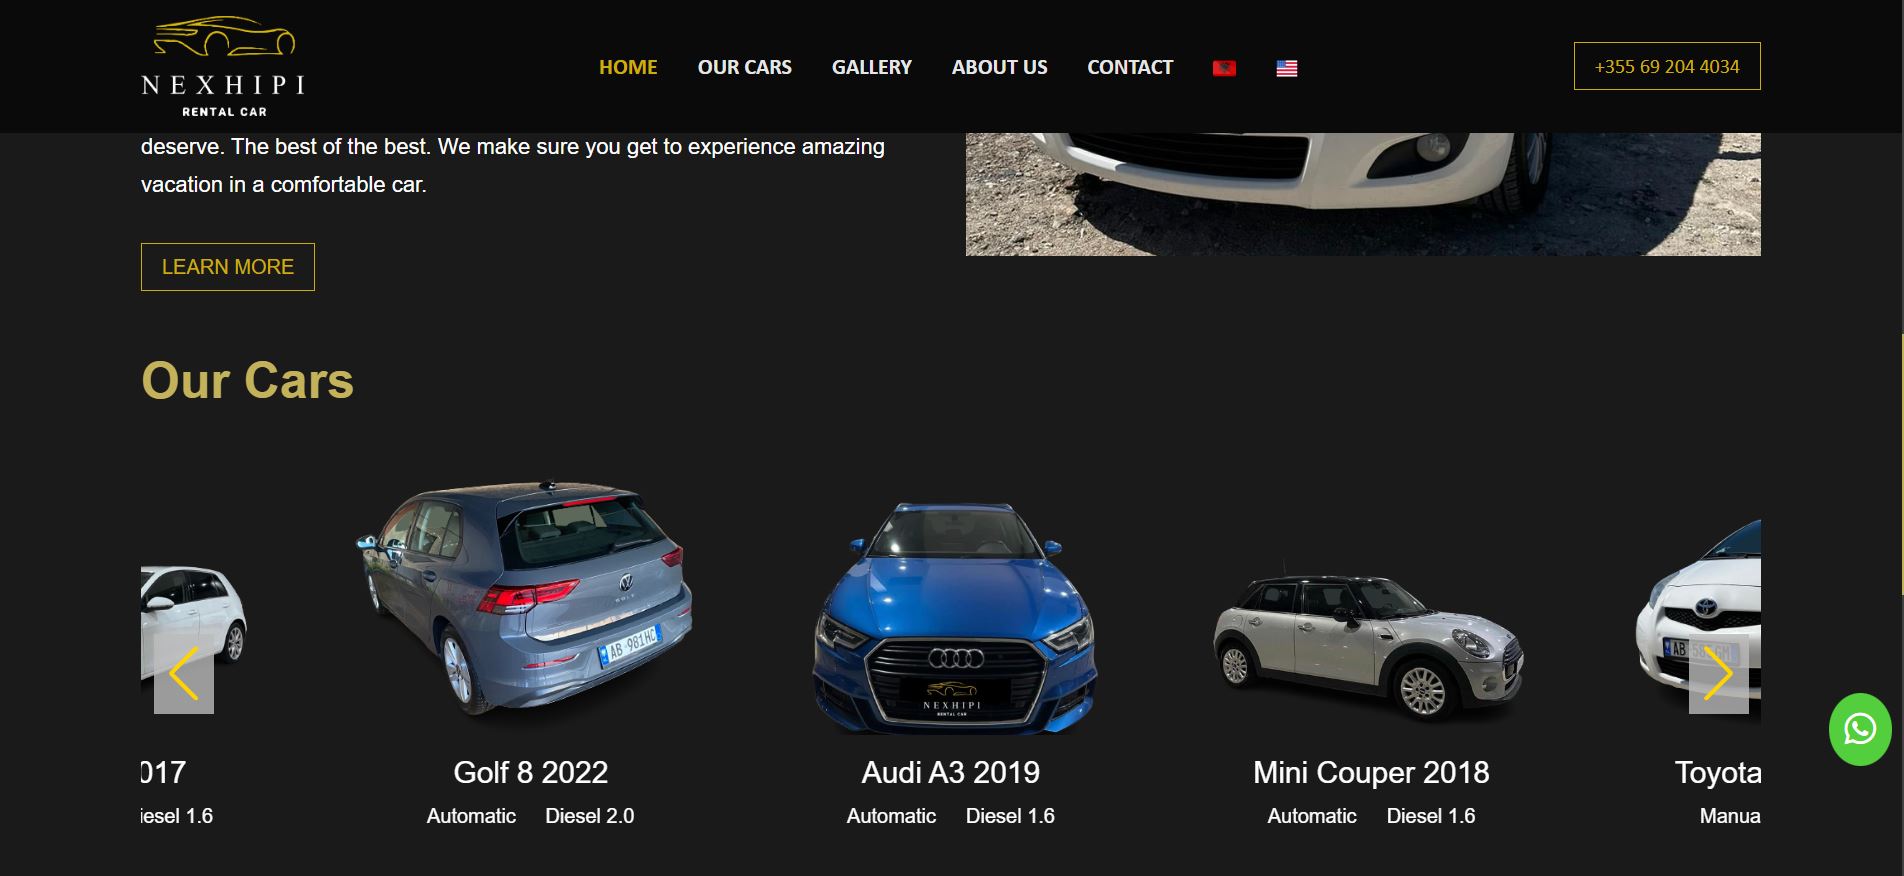 NEXHIPI
RENTAL CAR
HOME OUR CARS GALLERY ABOUT US CONTACT
+355 69 204 4034
deserve. The best of the best. We make sure you get to experience amazing
vacation in a comfortable car.
LEARN MORE
Our Cars
GOLF
AB 981HC
NEXHIPI
RENTAL CAR
AB
017
iesel 1.6
Golf 8 2022
Automatic Diesel 2.0
Audi A3 2019
Automatic Diesel 1.6
Mini Couper 2018
Automatic Diesel 1.6
Toyota
Manua